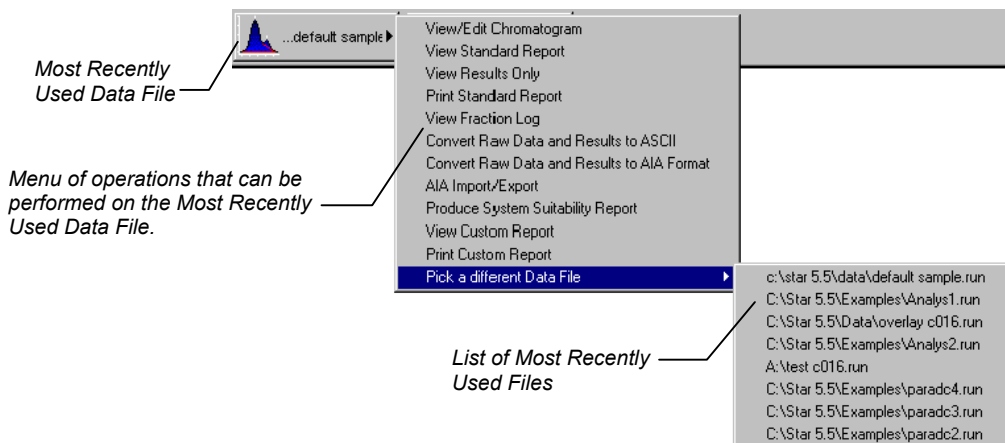 ...default sample
Most Recently
Used Data File
View/Edit Chromatogram
View Standard Report
View Results Only
Print Standard Report
View Fraction Log
Convert Raw Data and Results to ASCII
Convert Raw Data and Results to AIA Format
AIA Import/Export
Produce System Suitability Report
View Custom Report
Print Custom Report
Pick a different Data File
Menu of operations that can be
performed on the Most Recently
Used Data File.
c:\star 5.5\data\default sample.run
C:\Star 5.5\Examples\Analys1.run
C:\Star 5.5\Data\overlay c016.run
C:\Star 5.5\Examples\Analys2.run
A:\test c016.run
C:\Star 5.5\Examples\paradc4.run
C:\Star 5.5\Examples\paradc3.run
C:\Star 5.5\Examples\paradc2.run
List of Most Recently
Used Files